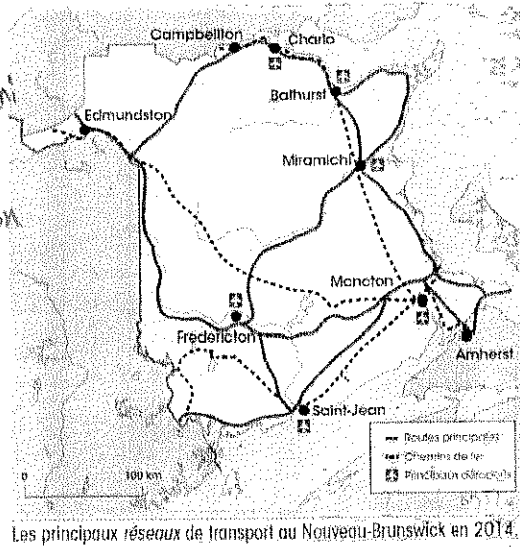 Campbellton
Charlo
Bathurst
Edmundston
Miramichi
Moncton
Fredericton
Amherst
Saint-Jean
Routes principales
Chemins de fer
Principaux aéroports
0
100 km
Les principaux réseaux de transport au Nouveau-Brunswick en 2014.